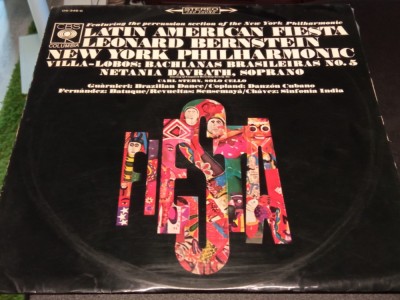 CBS
COLUMBIA
STEREO
Featuring the percussion section of the New York Philharmonic
LATIN AMERICAN FIESTA
LEONARD BERNSTEIN
NEW YORK PHILHARMONIC
VILLA-LOBOS: BACHIANAS BRASILEIRAS NO. 5
NETANIA DAVRATH, SOPRANO
CARL STERN, SOLO CELLO
Guarnieri: Brazilian Dance/Copland: Danzón Cubano
Fernández: Batuque/Revueltas: Sensemayá/Chávez: Sinfonía India
FIESTA